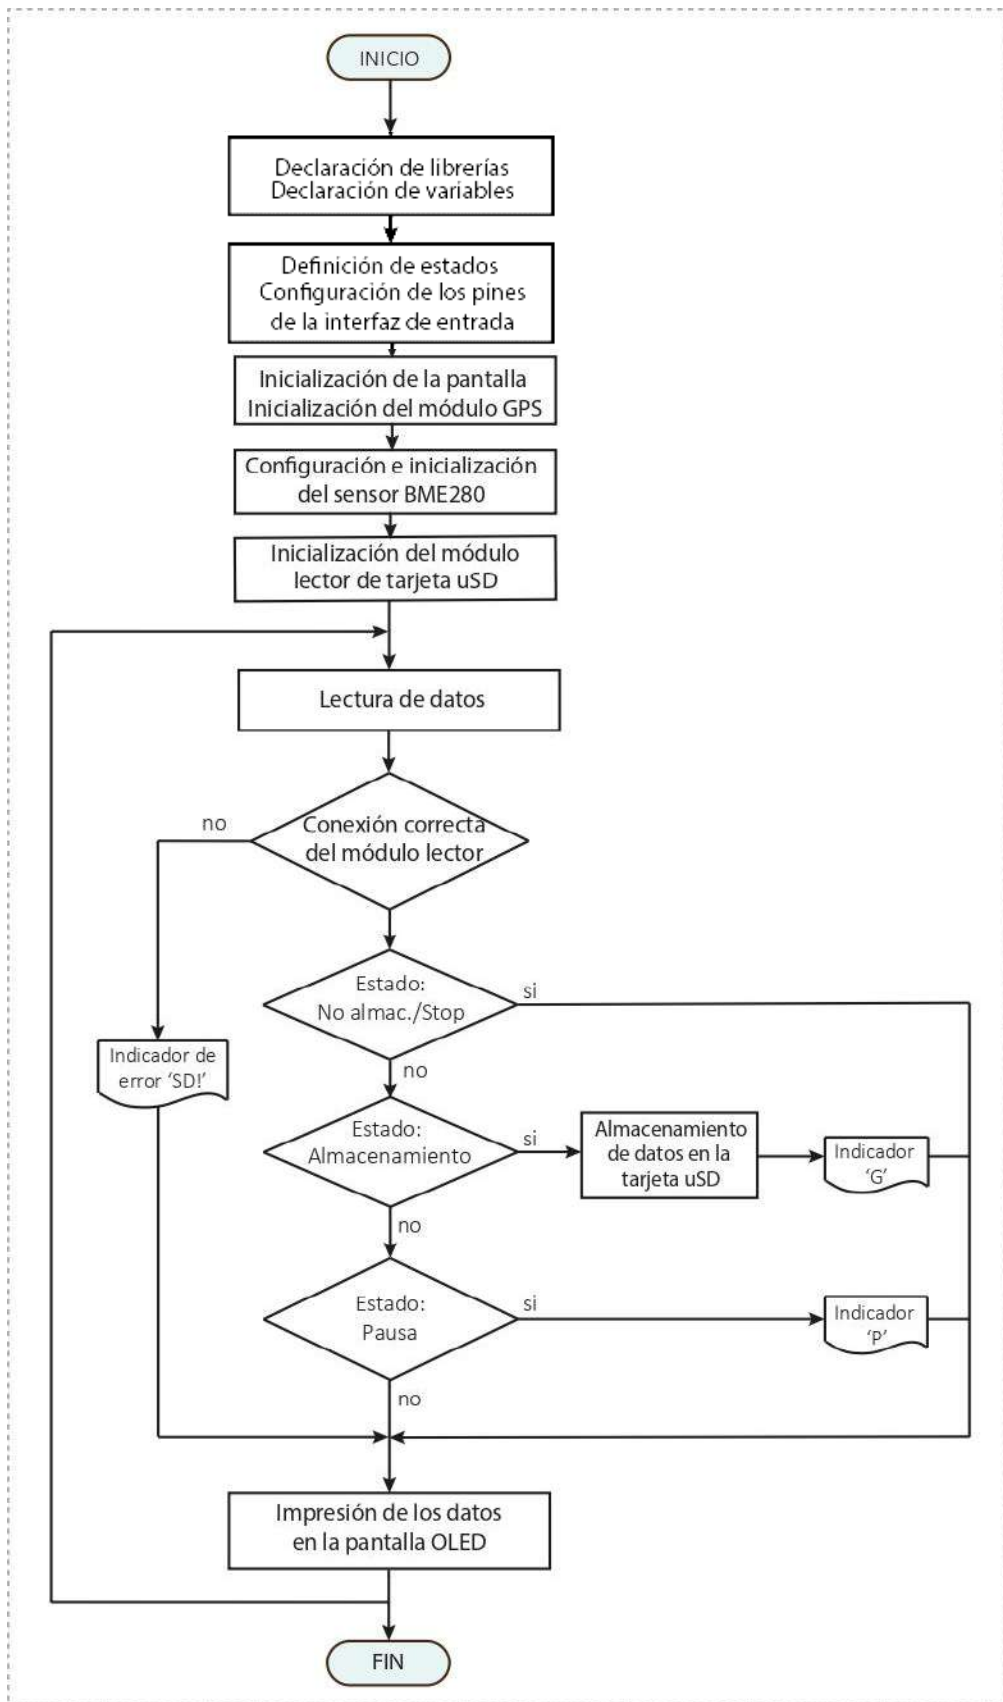 INICIO
Declaración de librerías
Declaración de variables
Definición de estados
Configuración de los pines
de la interfaz de entrada
Inicialización de la pantalla
Inicialización del módulo GPS
Configuración e inicialización
del sensor BME280
Inicialización del módulo
lector de tarjeta uSD
Lectura de datos
no
Conexión correcta
del módulo lector
Estado:
No almac./Stop
si
Indicador de
error ‘SD!’
no
Estado:
Almacenamiento
si
Almacenamiento
de datos en la
tarjeta uSD
Indicador
‘G’
no
Estado:
Pausa
si
Indicador
‘P’
no
Impresión de los datos
en la pantalla OLED
FIN